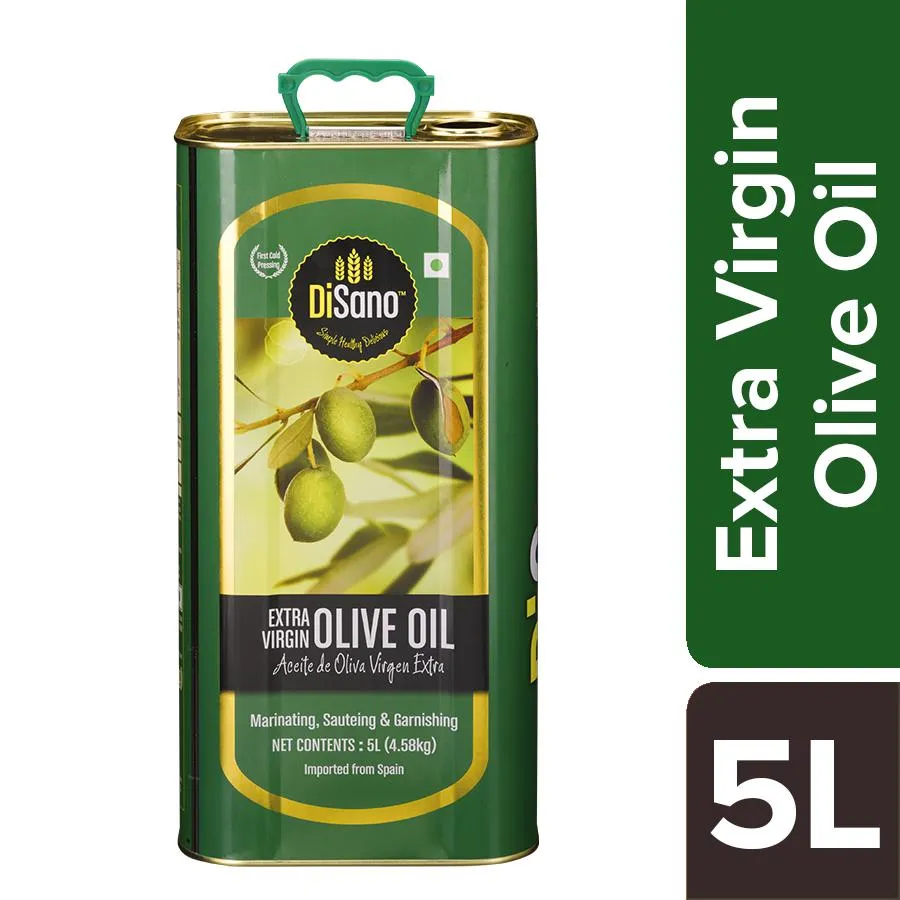 First Cold
Pressing
DiSano™
Simple Healthy Delicious
EXTRA
VIRGIN
OLIVE OIL
Aceite de Oliva Virgen Extra
Marinating, Sauteing & Garnishing
NET CONTENTS : 5L (4.58kg)
Imported from Spain
Extra Virgin
Olive Oil
5L